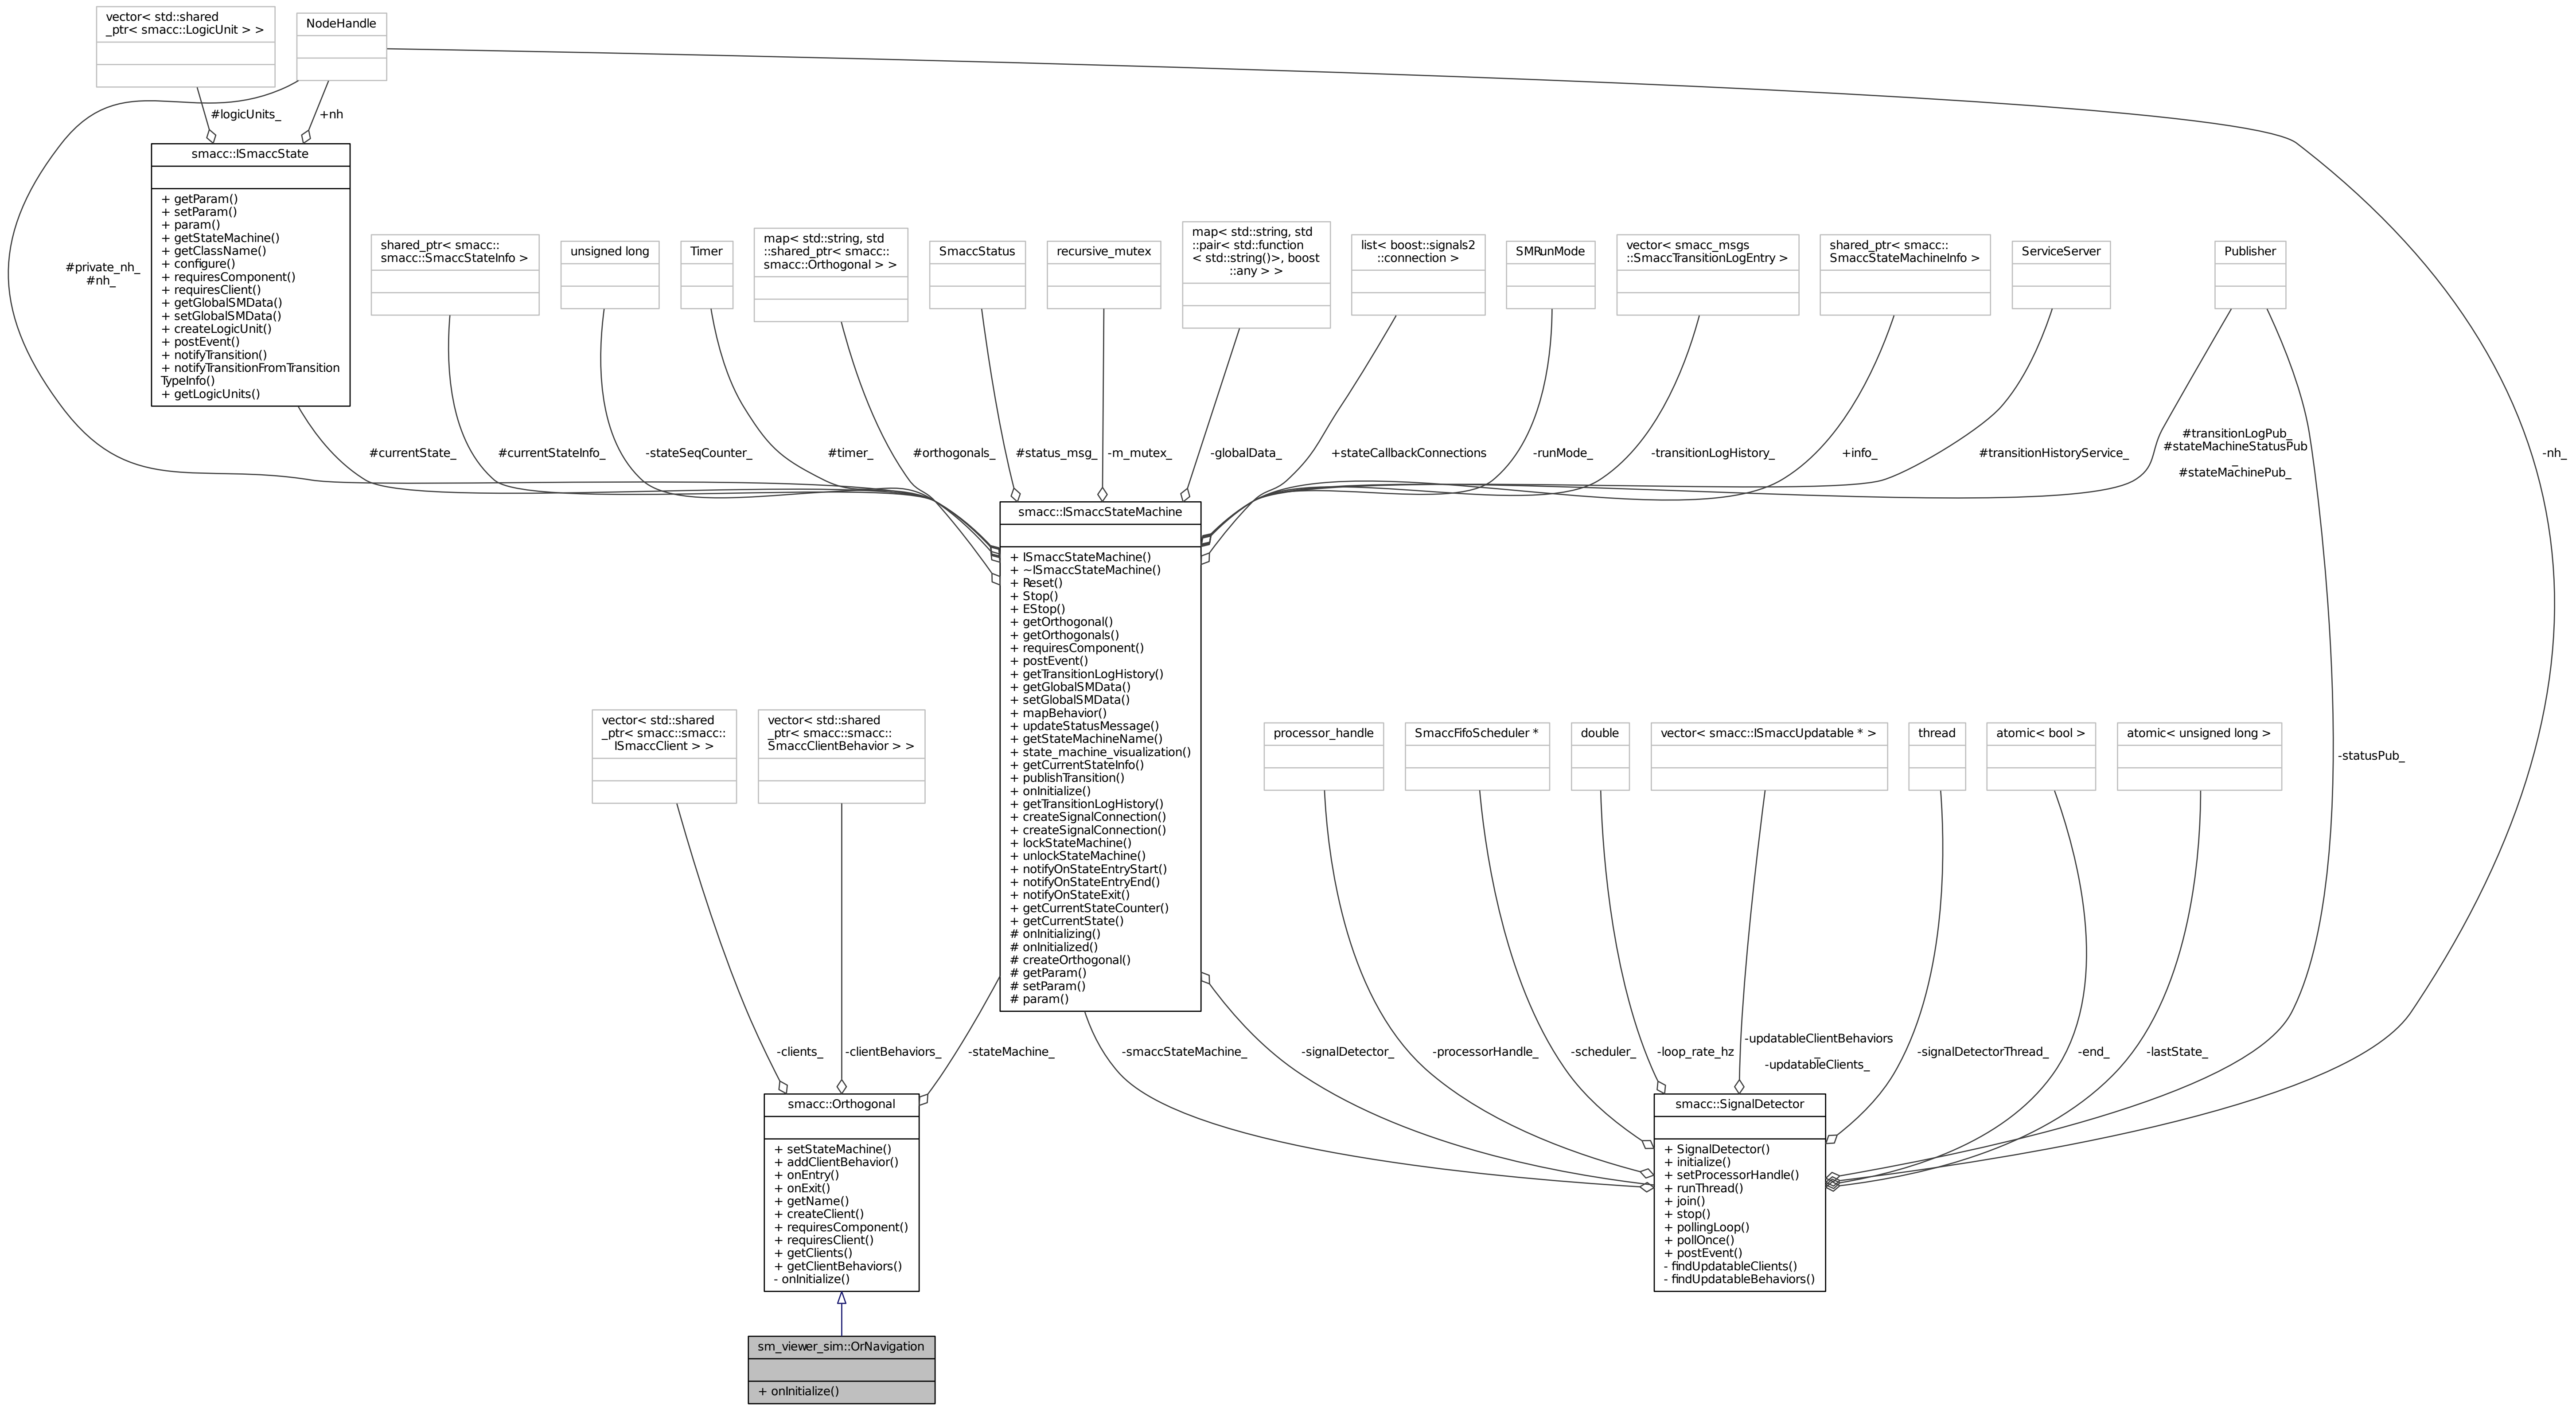 vector< std::shared
_ptr< smacc::LogicUnit > >
NodeHandle
#logicUnits_
+nh
smacc::ISmaccState
+ getParam()
+ setParam()
+ param()
+ getStateMachine()
+ getClassName()
+ configure()
+ requiresComponent()
+ requiresClient()
+ getGlobalSMData()
+ setGlobalSMData()
+ createLogicUnit()
+ postEvent()
+ notifyTransition()
+ notifyTransitionFromTransition
TypeInfo()
+ getLogicUnits()
#private_nh_
#nh_
shared_ptr< smacc::
smacc::SmaccStateInfo >
unsigned long
Timer
map< std::string, std
::shared_ptr< smacc::
smacc::Orthogonal > >
SmaccStatus
recursive_mutex
map< std::string, std
::pair< std::function
< std::string()>, boost
::any > >
list< boost::signals2
::connection >
SMRunMode
vector< smacc_msgs
::SmaccTransitionLogEntry >
shared_ptr< smacc::
SmaccStateMachineInfo >
ServiceServer
Publisher
#currentState_
#currentStateInfo_
-stateSeqCounter_
#timer_
#orthogonals_
#status_msg_
-m_mutex_
-globalData_
+stateCallbackConnections
-runMode_
-transitionLogHistory_
+info_
#transitionHistoryService_
#transitionLogPub_
#stateMachineStatusPub
_
#stateMachinePub_
-nh_
smacc::ISmaccStateMachine
+ ISmaccStateMachine()
+ ~ISmaccStateMachine()
+ Reset()
+ Stop()
+ EStop()
+ getOrthogonal()
+ getOrthogonals()
+ requiresComponent()
+ postEvent()
+ getTransitionLogHistory()
+ getGlobalSMData()
+ setGlobalSMData()
+ mapBehavior()
+ updateStatusMessage()
+ getStateMachineName()
+ state_machine_visualization()
+ getCurrentStateInfo()
+ publishTransition()
+ onInitialize()
+ getTransitionLogHistory()
+ createSignalConnection()
+ createSignalConnection()
+ lockStateMachine()
+ unlockStateMachine()
+ notifyOnStateEntryStart()
+ notifyOnStateEntryEnd()
+ notifyOnStateExit()
+ getCurrentStateCounter()
+ getCurrentState()
# onInitializing()
# onInitialized()
# createOrthogonal()
# getParam()
# setParam()
# param()
vector< std::shared
_ptr< smacc::smacc::
ISmaccClient > >
vector< std::shared
_ptr< smacc::smacc::
SmaccClientBehavior > >
processor_handle
SmaccFifoScheduler *
double
vector< smacc::ISmaccUpdatable * >
thread
atomic< bool >
atomic< unsigned long >
-statusPub_
-clients_
-clientBehaviors_
-stateMachine_
-smaccStateMachine_
-signalDetector_
-processorHandle_
-scheduler_
-loop_rate_hz
-updatableClientBehaviors
_
-updatableClients_
-signalDetectorThread_
-end_
-lastState_
smacc::Orthogonal
+ setStateMachine()
+ addClientBehavior()
+ onEntry()
+ onExit()
+ getName()
+ createClient()
+ requiresComponent()
+ requiresClient()
+ getClients()
+ getClientBehaviors()
- onInitialize()
smacc::SignalDetector
+ SignalDetector()
+ initialize()
+ setProcessorHandle()
+ runThread()
+ join()
+ stop()
+ pollingLoop()
+ pollOnce()
+ postEvent()
- findUpdatableClients()
- findUpdatableBehaviors()
sm_viewer_sim::OrNavigation
+ onInitialize()